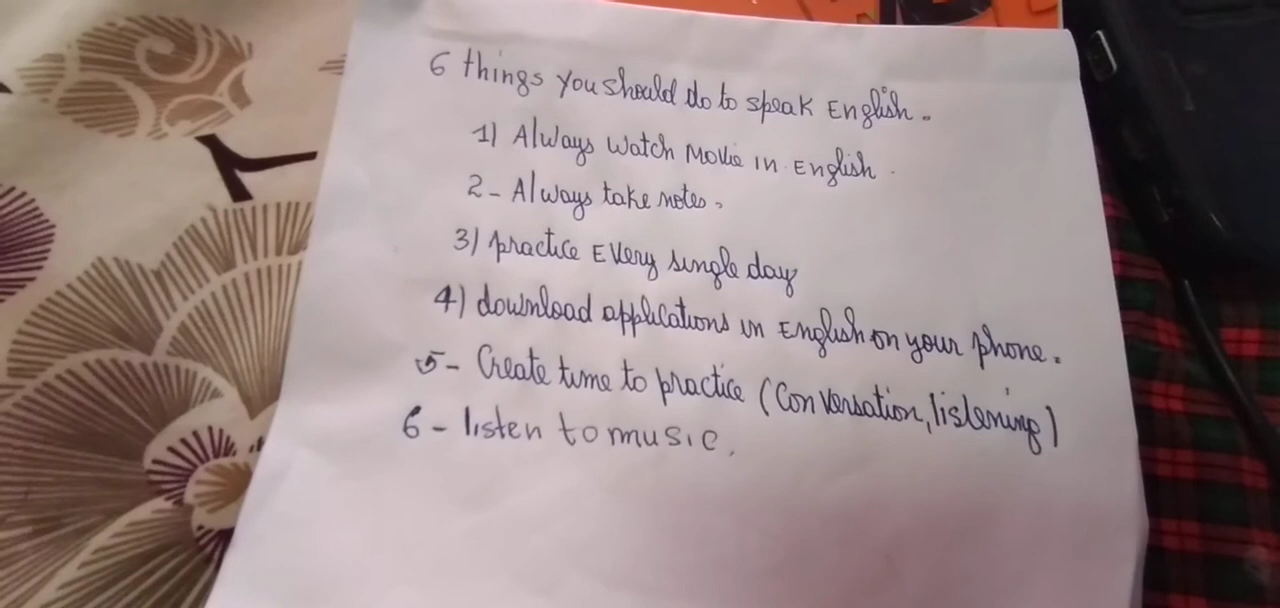 6 things you should do to speak English.
1) Always watch Movie in English.
2- Always take notes.
3) practice Every single day
4) download applications in English on your phone.
5- Create time to practice (Conversation, listening)
6- listen to music.